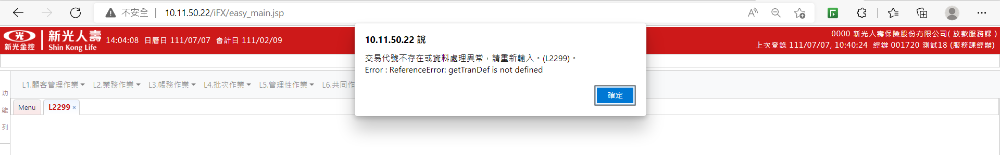 不安全 | 10.11.50.22/iFX/easy_main.jsp
10.11.50.22 說
交易代號不存在或資料處理異常，請重新輸入。(L2299)。
Error : ReferenceError: getTranDef is not defined
確定
新光金控
新光人壽
Shin Kong Life
14:04:08 日曆日 111/07/07 會計日 111/02/09
0000 新光人壽保險股份有限公司( 放款服務課 )
上次登錄 111/07/07, 10:40:24 經辦 001720 測試18 (服務課經辦)
功
能
列
L1.顧客管理作業 L2.業務作業 L3.帳務作業 L4.批次作業 L5.管理性作業 L6.共同作
Menu L2299 ×